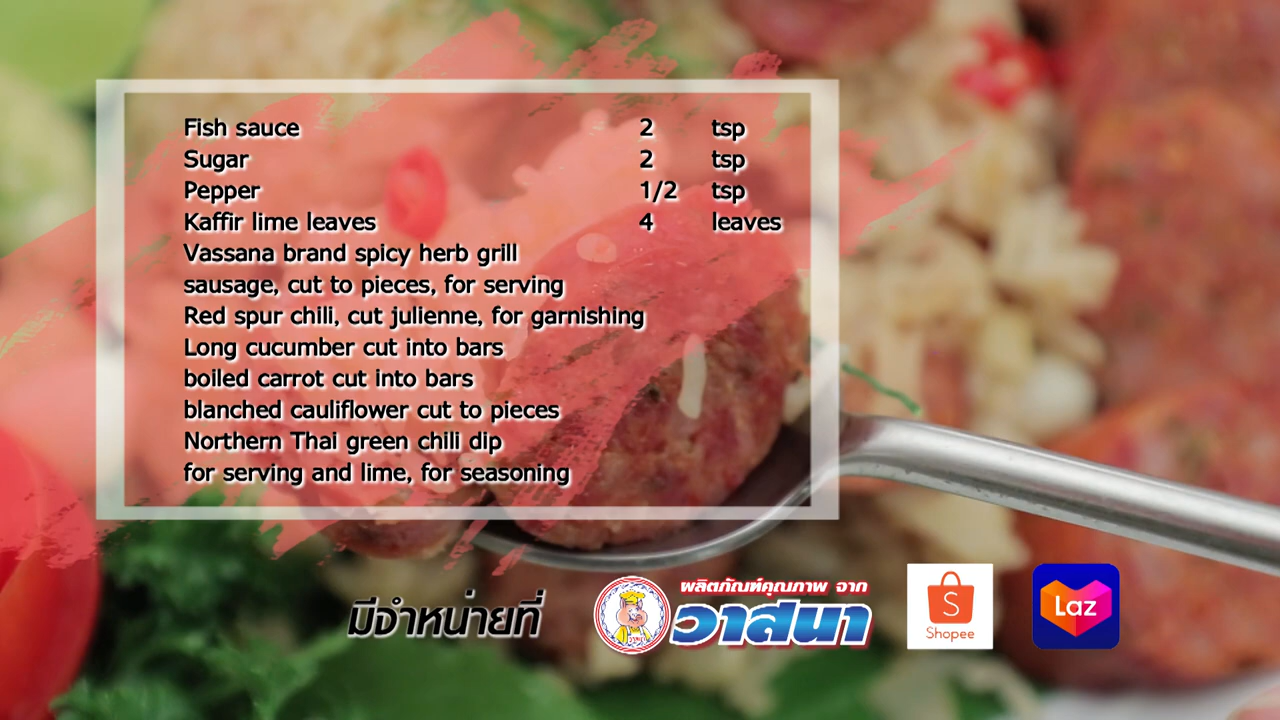 Fish sauce 2 tsp
Sugar 2 tsp
Pepper 1/2 tsp
Kaffir lime leaves 4 leaves
Vassana brand spicy herb grill
sausage, cut to pieces, for serving
Red spur chili, cut julienne, for garnishing
Long cucumber cut into bars
boiled carrot cut into bars
blanched cauliflower cut to pieces
Northern Thai green chili dip
for serving and lime, for seasoning
มีจำหน่ายที่
ผลิตภัณฑ์คุณภาพ จาก
วาสนา
S
Shopee
Laz